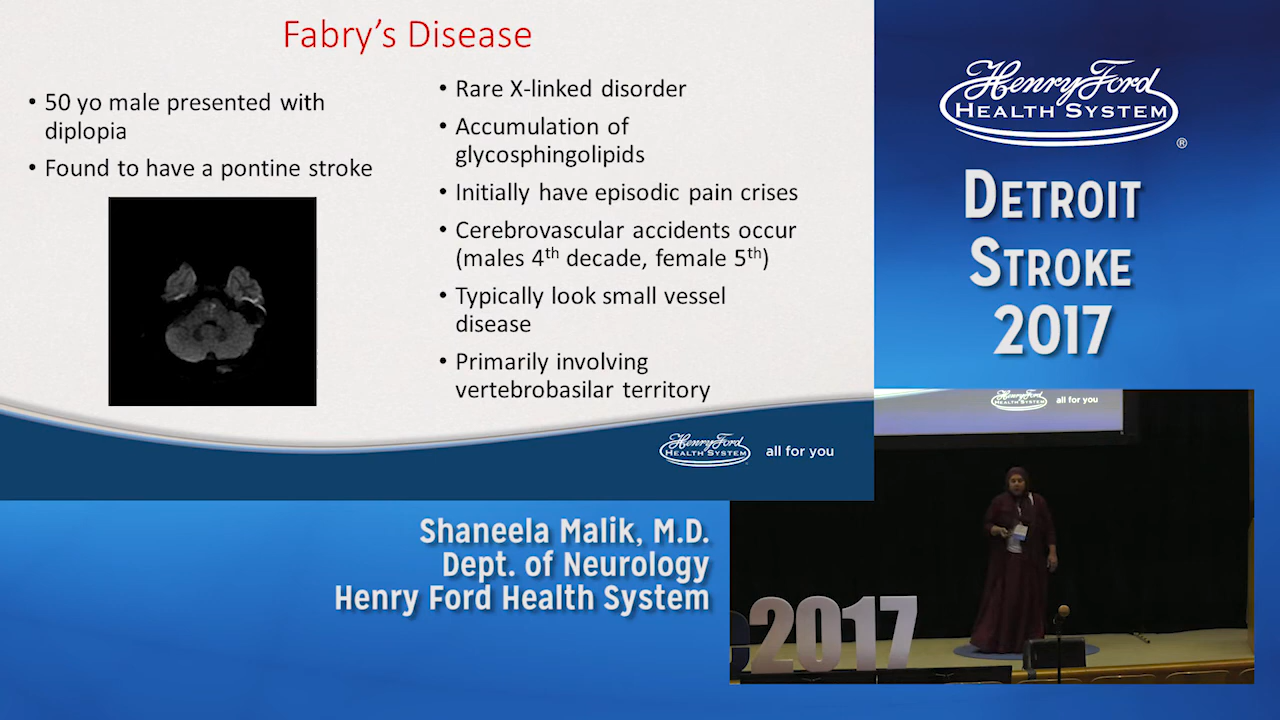 Fabry's Disease
• 50 yo male presented with
diplopia
• Found to have a pontine stroke
• Rare X-linked disorder
• Accumulation of
glycosphingolipids
• Initially have episodic pain crises
• Cerebrovascular accidents occur
(males 4th decade, female 5th)
• Typically look small vessel
disease
• Primarily involving
vertebrobasilar territory
Henry Ford
HEALTH SYSTEM
all for you
Henry Ford
HEALTH SYSTEM®
DETROIT
STROKE
2017
Shaneela Malik, M.D.
Dept. of Neurology
Henry Ford Health System
Henry Ford
HEALTH SYSTEM
all for you
2017